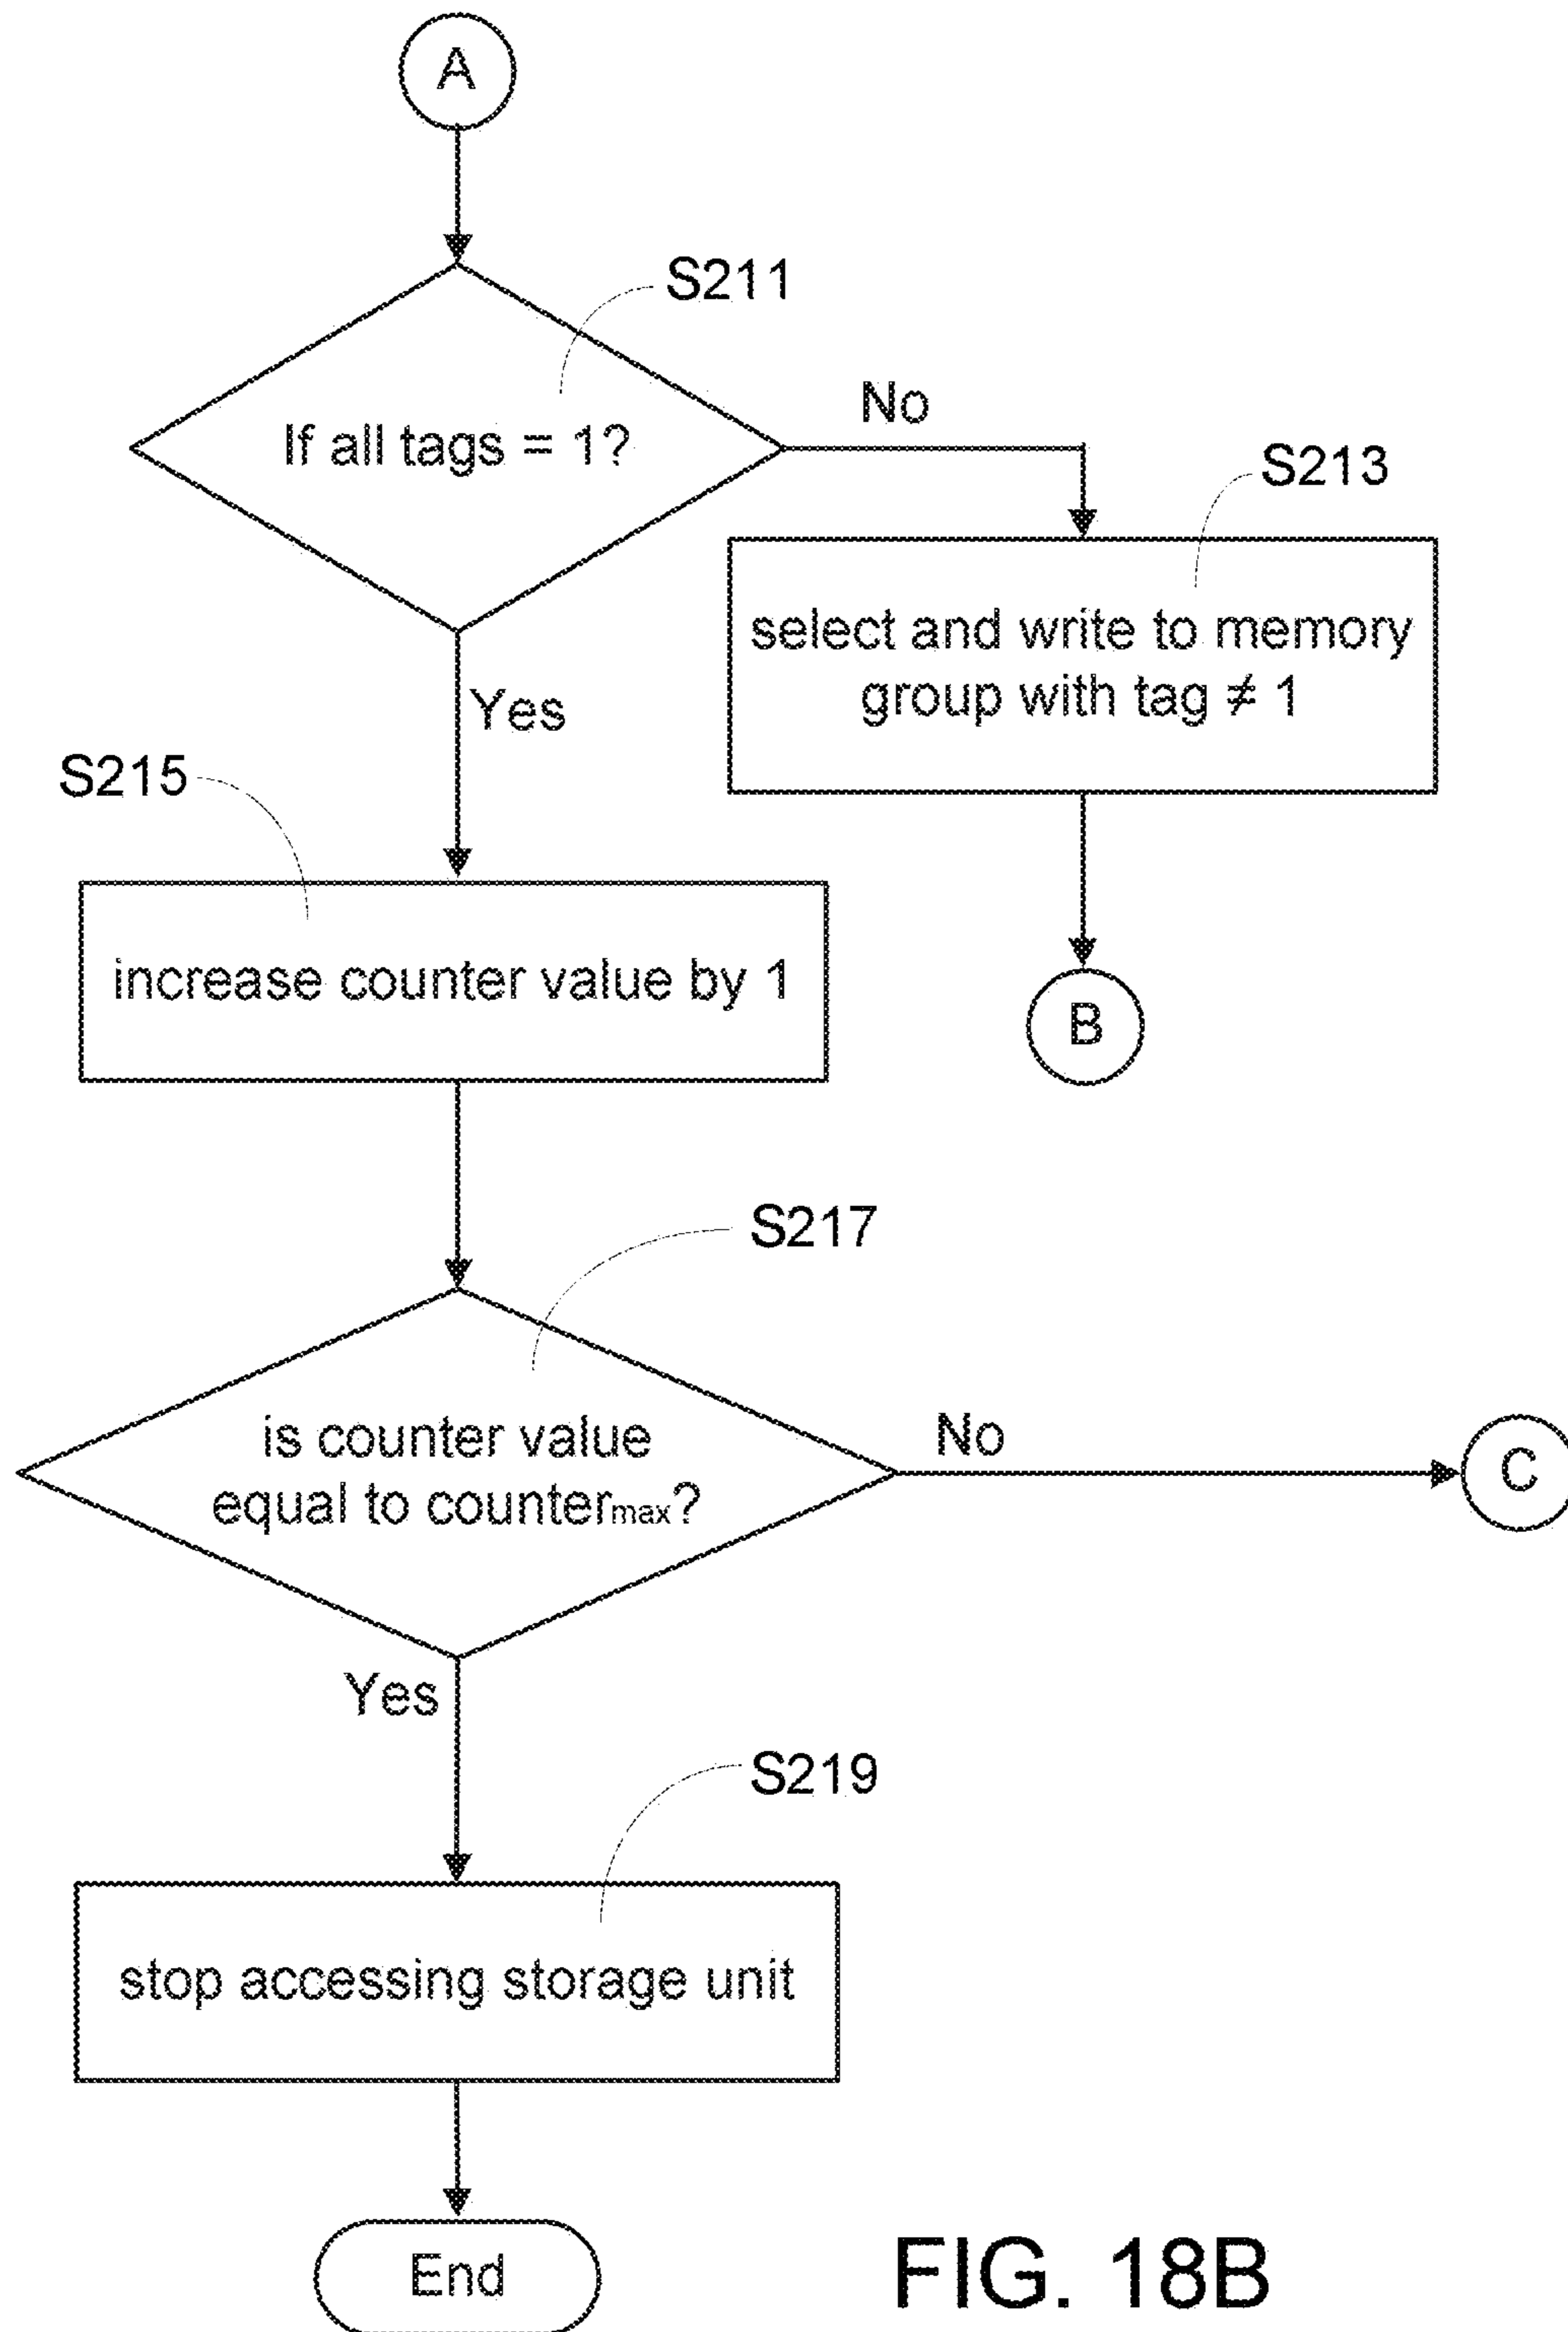 A
S211
If all tags = 1?
No
S213
select and write to memory
group with tag ≠ 1
Yes
S215
increase counter value by 1
B
S217
is counter value
equal to countermax?
No
C
Yes
S219
stop accessing storage unit
End
FIG. 18B